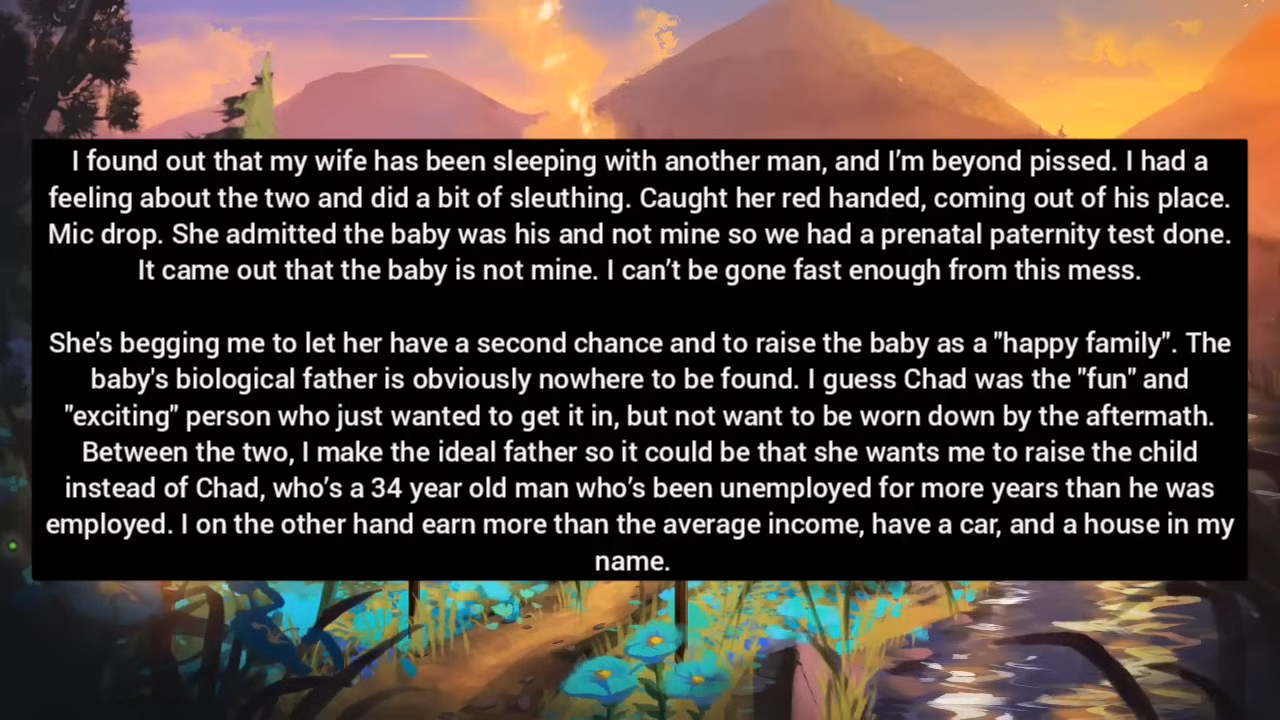 I found out that my wife has been sleeping with another man, and I’m beyond pissed. I had a
feeling about the two and did a bit of sleuthing. Caught her red handed, coming out of his place.
Mic drop. She admitted the baby was his and not mine so we had a prenatal paternity test done.
It came out that the baby is not mine. I can’t be gone fast enough from this mess.
She's begging me to let her have a second chance and to raise the baby as a "happy family". The
baby's biological father is obviously nowhere to be found. I guess Chad was the "fun" and
"exciting" person who just wanted to get it in, but not want to be worn down by the aftermath.
Between the two, I make the ideal father so it could be that she wants me to raise the child
instead of Chad, who’s a 34 year old man who’s been unemployed for more years than he was
employed. I on the other hand earn more than the average income, have a car, and a house in my
name.